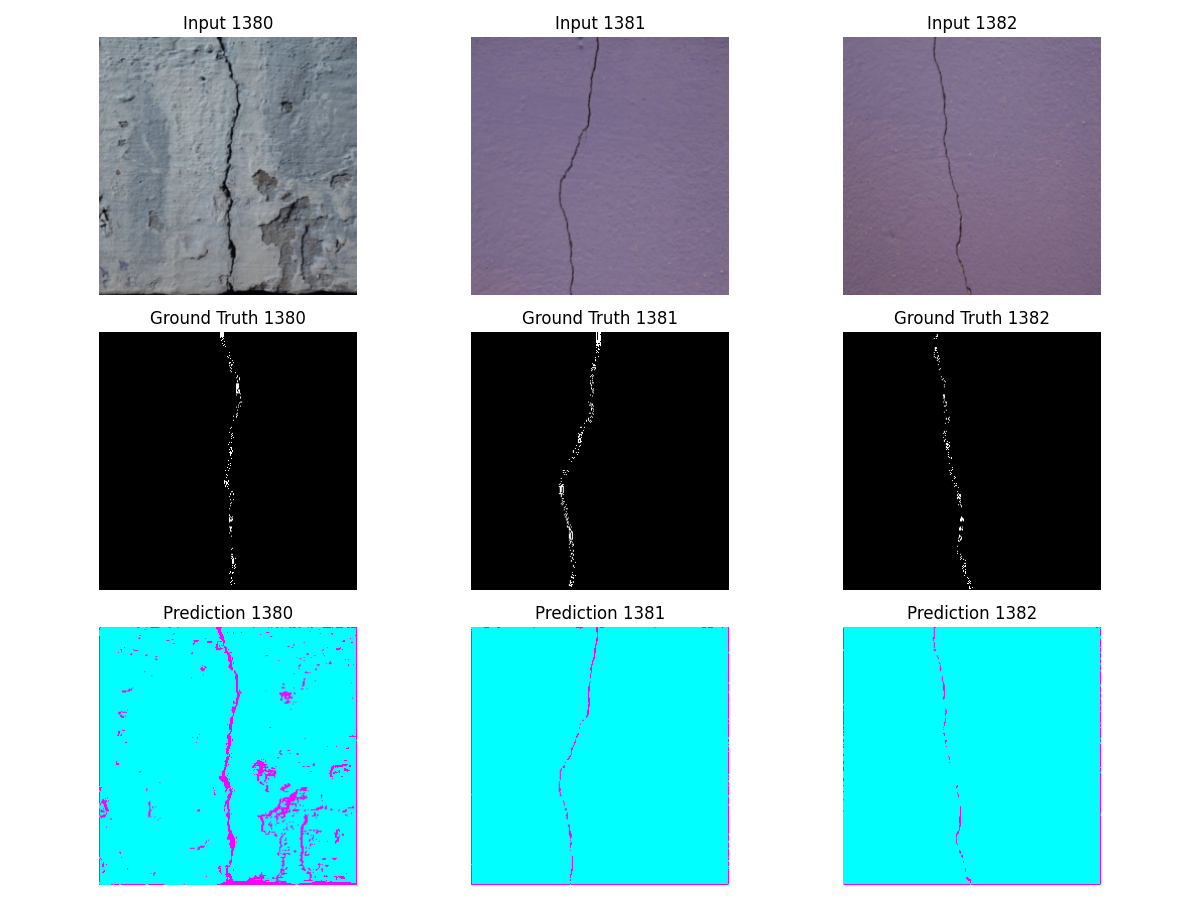 Input 1380
Input 1381
Input 1382
Ground Truth 1380
Ground Truth 1381
Ground Truth 1382
Prediction 1380
Prediction 1381
Prediction 1382